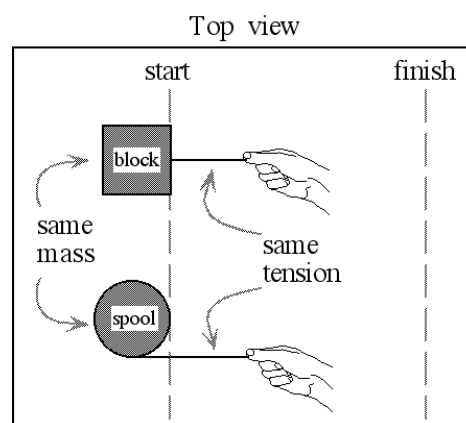 Top view
start
finish
block
same
mass
same
tension
spool